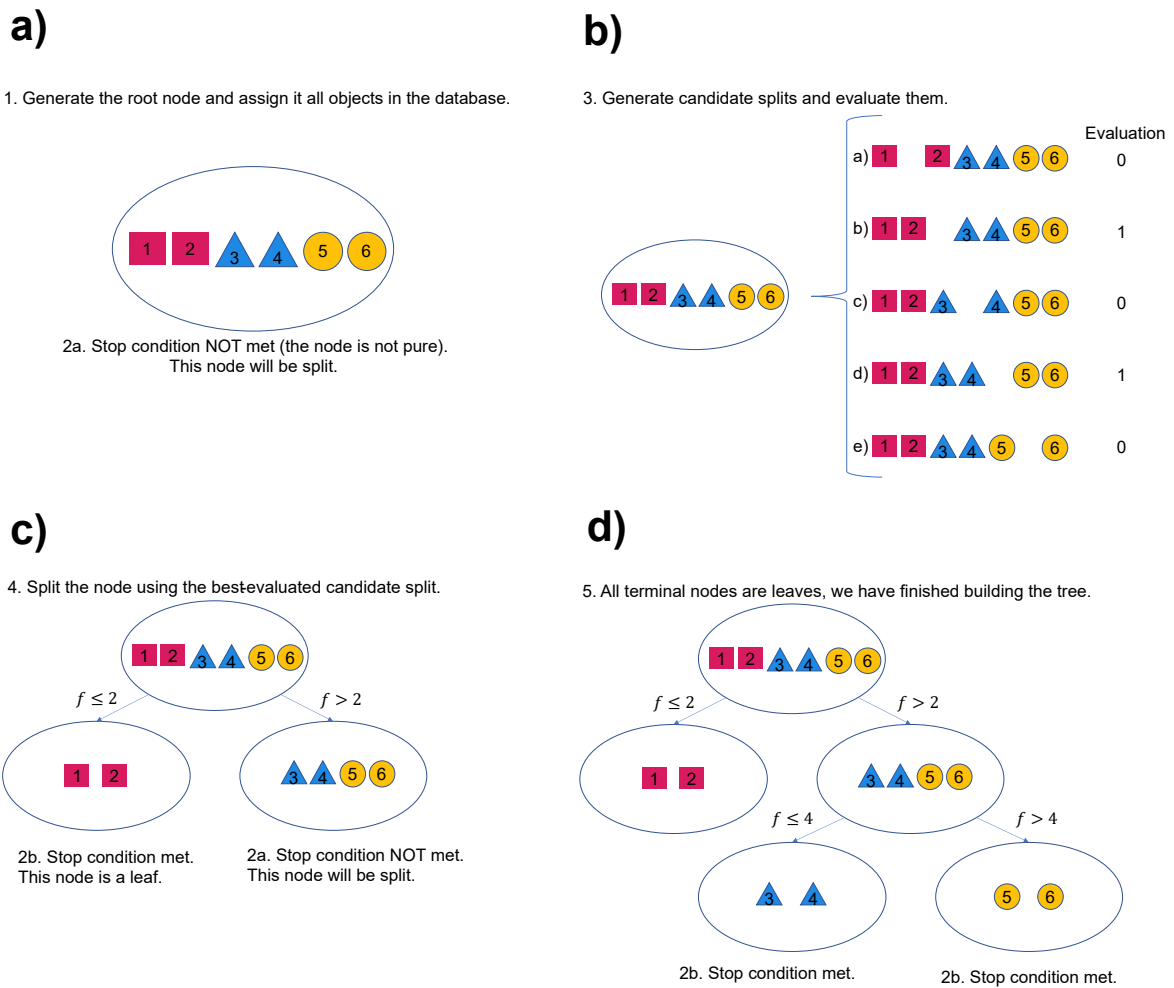 a)
1. Generate the root node and assign it all objects in the database.
1 2 3 4 5 6
2a. Stop condition NOT met (the node is not pure).
This node will be split.
b)
3. Generate candidate splits and evaluate them.
Evaluation
1 2 3 4 5 6
a) 1 2 3 4 5 6 0
b) 1 2 3 4 5 6 1
c) 1 2 3 4 5 6 0
d) 1 2 3 4 5 6 1
e) 1 2 3 4 5 6 0
c)
4. Split the node using the best-evaluated candidate split.
1 2 3 4 5 6
f ≤ 2
f > 2
1 2
3 4 5 6
2b. Stop condition met.
This node is a leaf.
2a. Stop condition NOT met.
This node will be split.
d)
5. All terminal nodes are leaves, we have finished building the tree.
1 2 3 4 5 6
f ≤ 2
f > 2
1 2
3 4 5 6
f ≤ 4
f > 4
3 4
5 6
2b. Stop condition met.
2b. Stop condition met.